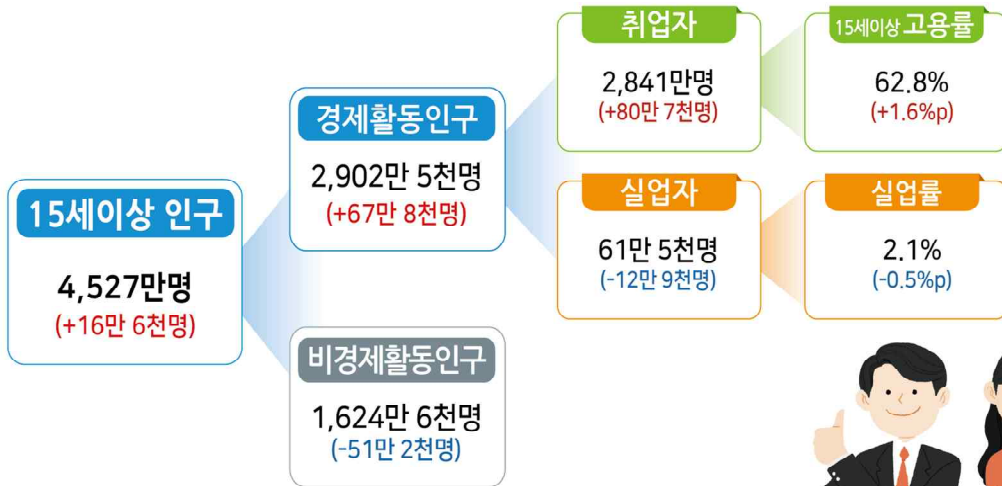 15세이상 인구
4,527만명
(+16만 6천명)
경제활동인구
2,902만 5천명
(+67만 8천명)
비경제활동인구
1,624만 6천명
(-51만 2천명)
취업자
2,841만명
(+80만 7천명)
15세이상 고용률
62.8%
(+1.6%p)
실업자
61만 5천명
(-12만 9천명)
실업률
2.1%
(-0.5%p)